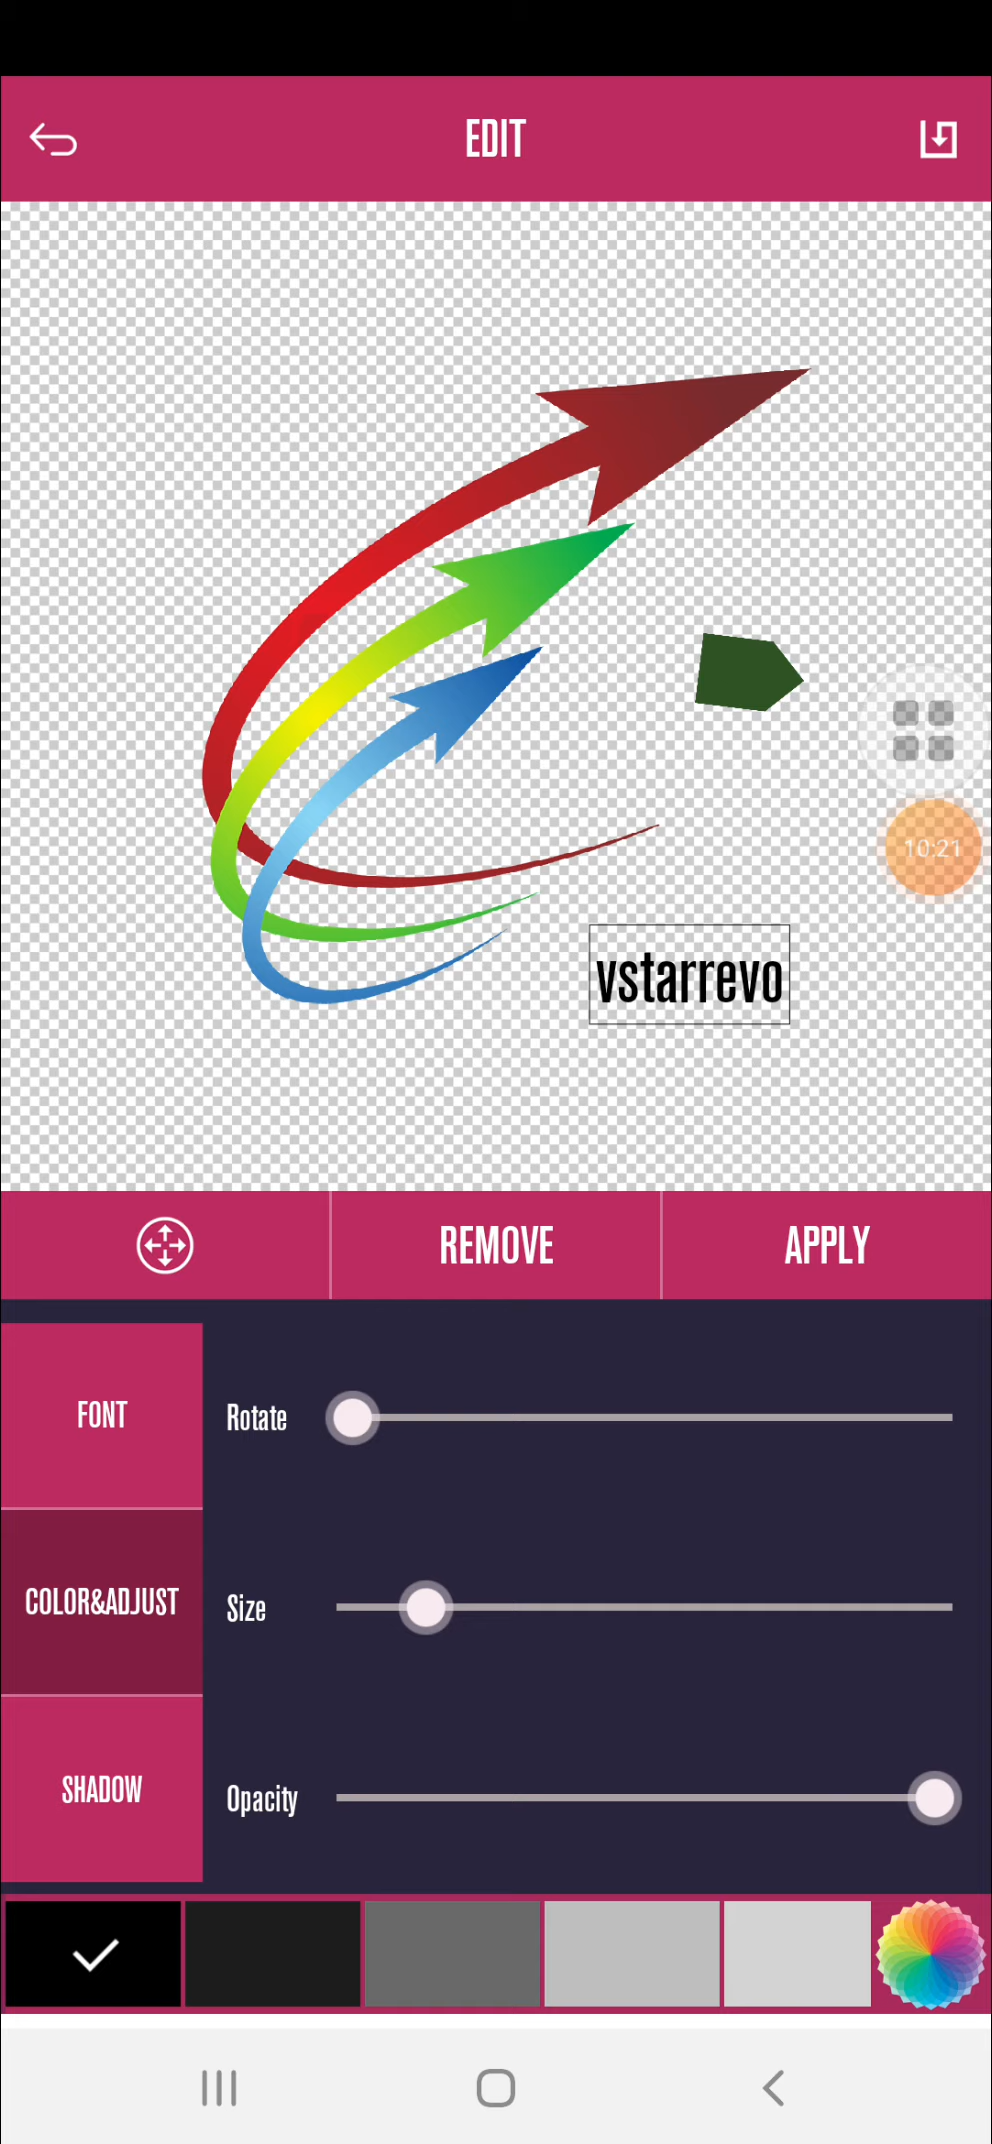 EDIT
10:21
vstarrevo
REMOVE
APPLY
FONT
Rotate
COLOR&ADJUST
Size
SHADOW
Opacity